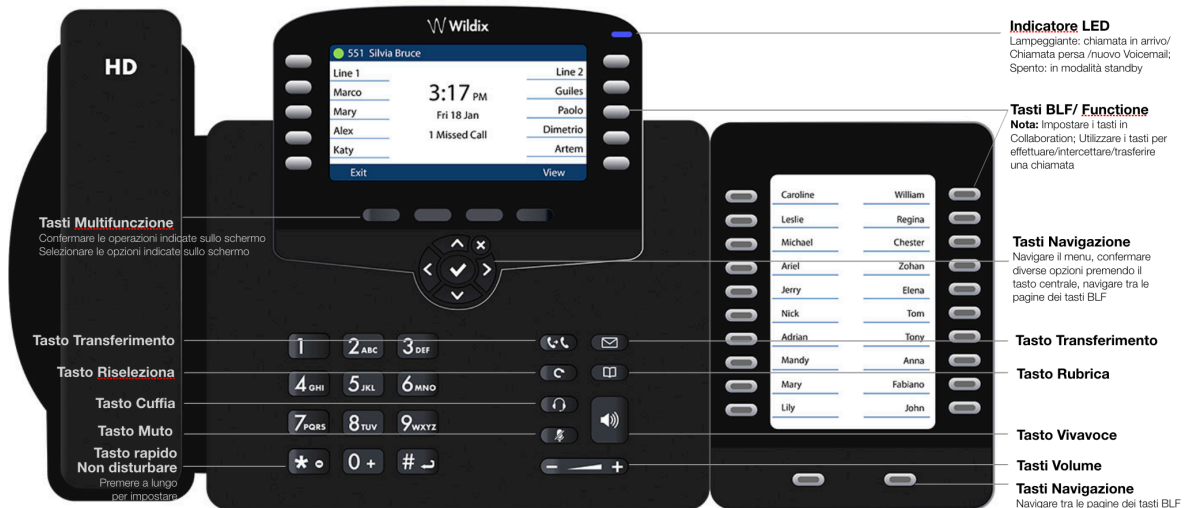 HD
Wildix
551 Silvia Bruce
Line 1
Line 2
Marco
Guiles
Mary
Paolo
Alex
Dimetrio
Katy
Artem
3:17 PM
Fri 18 Jan
1 Missed Call
Exit
View
Indicatore LED
Lampeggiante: chiamata in arrivo/
Chiamata persa /nuovo Voicemail;
Spento: in modalità standby
Tasti BLF/ Functione
Nota: Impostare i tasti in
Collaboration; Utilizzare i tasti per
effettuare/intercettare/trasferire
una chiamata
Tasti Multifunczione
Confermare le operazioni indicate sullo schermo
Selezionare le opzioni indicate sullo schermo
Tasti Navigazione
Navigare il menu, confermare
diverse opzioni premendo il
tasto centrale, navigare tra le
pagine dei tasti BLF
Caroline
William
Leslie
Regina
Michael
Chester
Ariel
Zohan
Jerry
Elena
Nick
Tom
Adrian
Tony
Mandy
Anna
Mary
Fabiano
Lily
John
Tasto Transferimento
Tasto Riseleziona
Tasto Cuffia
Tasto Muto
Tasto rapido
Non disturbare
Premere a lungo
per impostare
1 2 ABC 3 DEF
4 GHI 5 JKL 6 MNO
7 PQRS 8 TUV 9 WXYZ
* 0 + #
- +
Tasto Transferimento
Tasto Rubrica
Tasto Vivavoce
Tasti Volume
Tasti Navigazione
Navigare tra le pagine dei tasti BLF